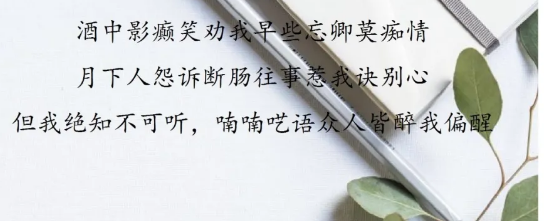 酒中影癫笑劝我早些忘卿莫痴情
月下人怨诉断肠往事惹我诀别心
但我绝知不可听，喃喃呓语众人皆醉我偏醒